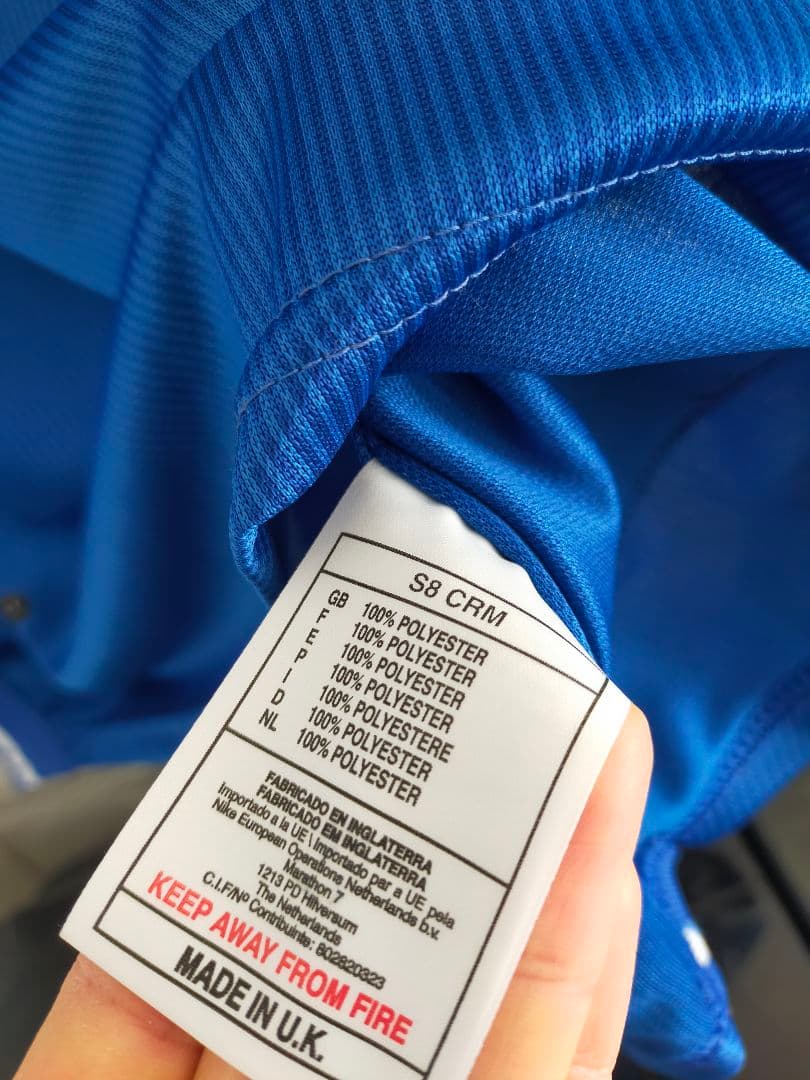 S8 CRM
GB 100% POLYESTER
F 100% POLYESTER
E 100% POLYESTER
P 100% POLYESTER
I 100% POLYESTERE
D 100% POLYESTER
NL 100% POLYESTER
FABRICADO EN INGLATERRA
FABRICADO EM INGLATERRA
Importado a la UE \ Importado par a UE pela
Nike European Operations Netherlands b.v.
Marathon 7
1213 PD Hilversum
The Netherlands
C.I.F/Nº Contribuinte: 802820323
KEEP AWAY FROM FIRE
MADE IN U.K.